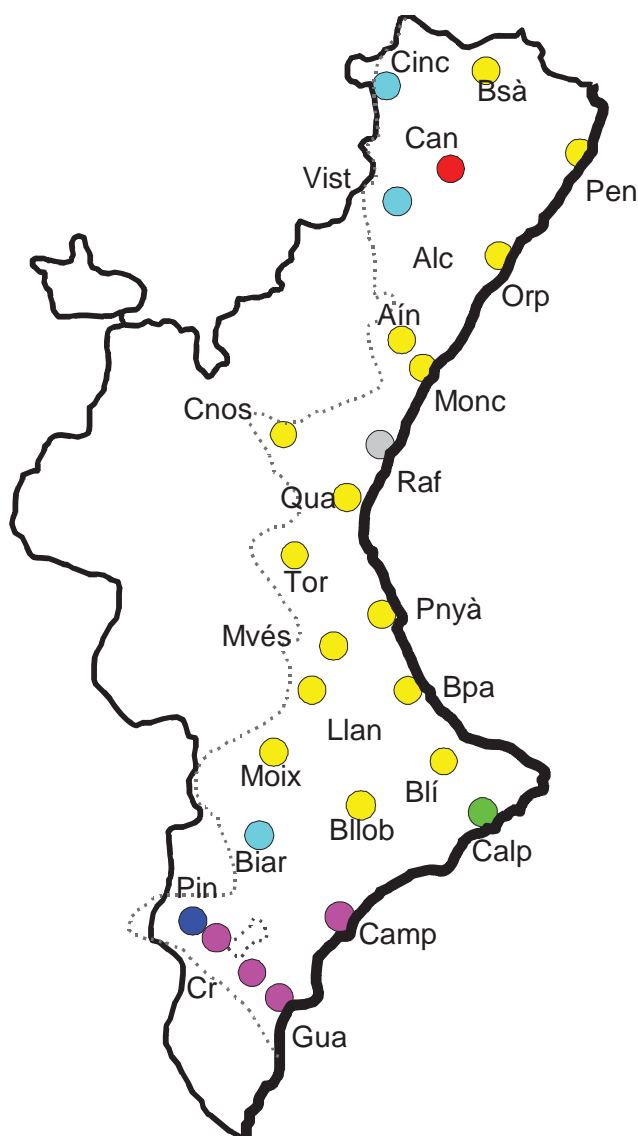 Cinc
Bsà
Can
Vist
Pen
Alc
Orp
Aín
Monc
Cnos
Raf
Qua
Tor
Pnyà
Mvés
Bpa
Llan
Moix
Blí
Bllob
Calp
Biar
Pin
Camp
Cr
Gua